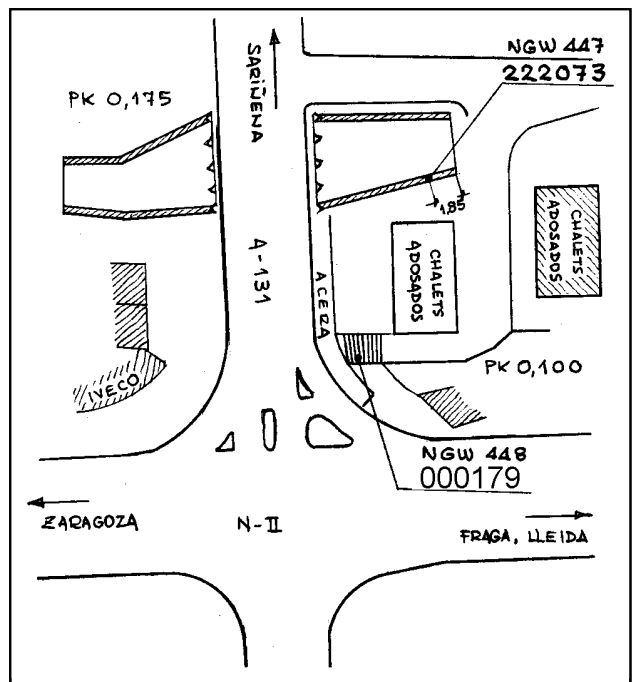 NGW 447
222073
SARIÑENA
PK 0,175
1,85
A-131
CHALETS
ADOSADOS
CHALETS
ADOSADOS
ACERA
PK 0,100
IVECO
NGW 448
000179
ZARAGOZA
N-II
FRAGA, LLEIDA